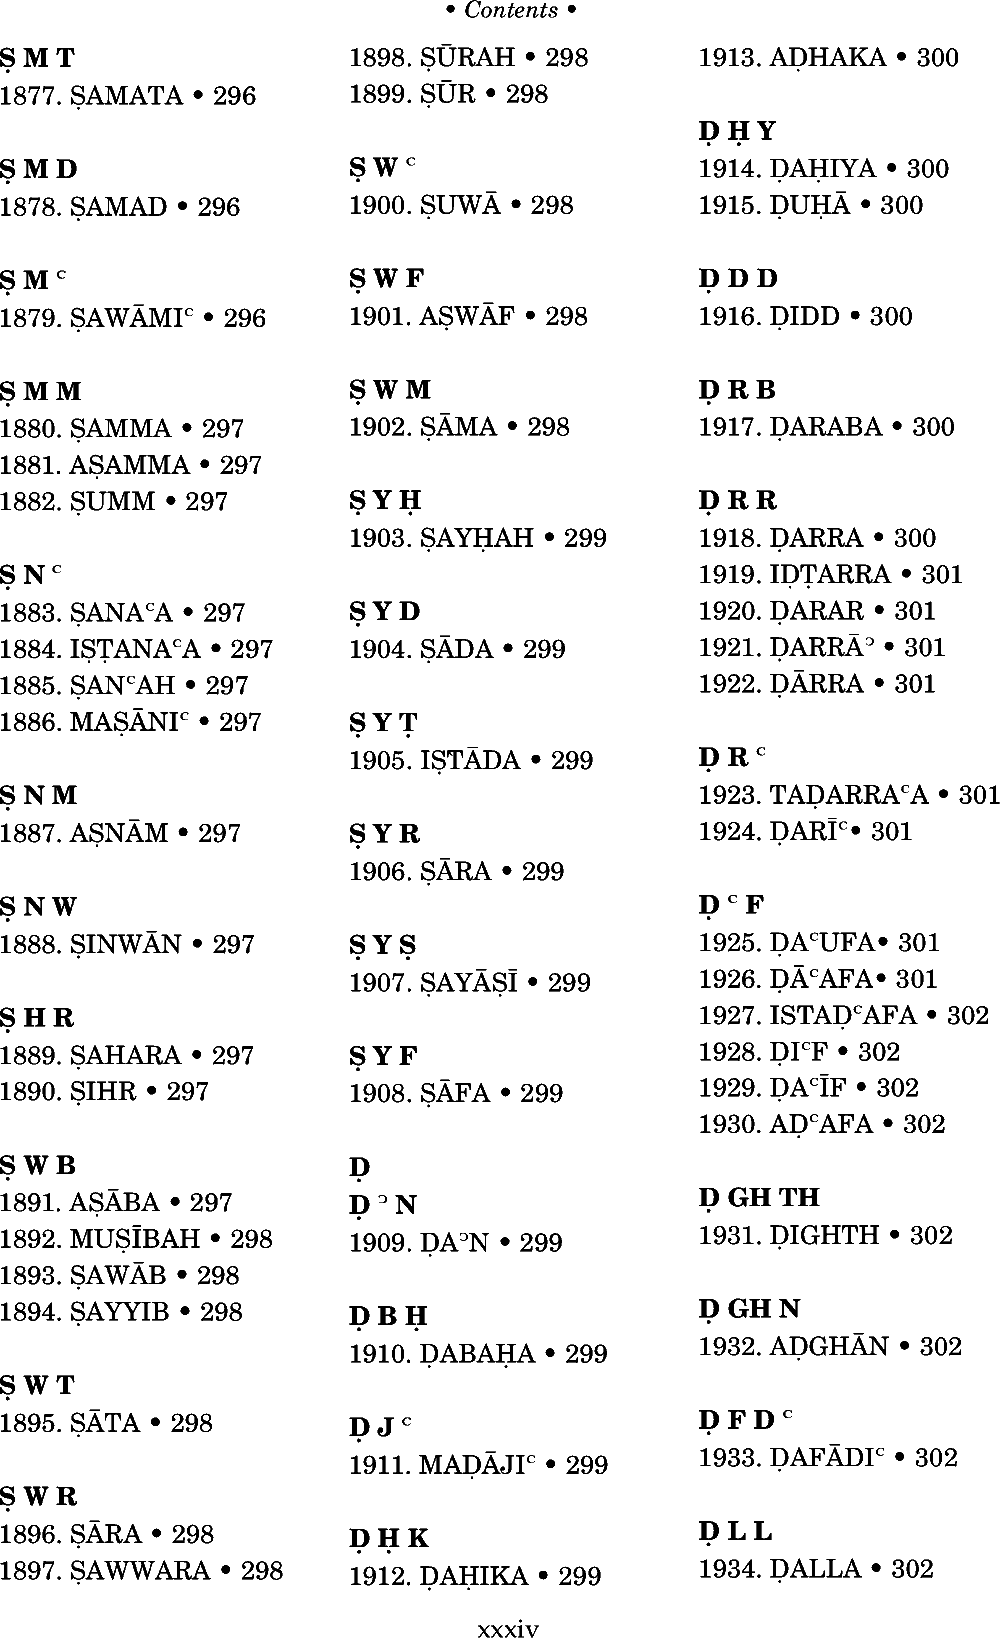 • Contents •
Ṣ M T
1877. ṢAMATA • 296
Ṣ M D
1878. ṢAMAD • 296
Ṣ M ᶜ
1879. ṢAWĀMIᶜ • 296
Ṣ M M
1880. ṢAMMA • 297
1881. AṢAMMA • 297
1882. ṢUMM • 297
Ṣ N ᶜ
1883. ṢANAᶜA • 297
1884. IṢṬANAᶜA • 297
1885. ṢANᶜAH • 297
1886. MAṢĀNIᶜ • 297
Ṣ N M
1887. AṢNĀM • 297
Ṣ N W
1888. ṢINWĀN • 297
Ṣ H R
1889. ṢAHARA • 297
1890. ṢIHR • 297
Ṣ W B
1891. AṢĀBA • 297
1892. MUṢĪBAH • 298
1893. ṢAWĀB • 298
1894. ṢAYYIB • 298
Ṣ W T
1895. ṢĀTA • 298
Ṣ W R
1896. ṢĀRA • 298
1897. ṢAWWARA • 298
1898. ṢŪRAH • 298
1899. ṢŪR • 298
Ṣ W ᶜ
1900. ṢUWĀ • 298
Ṣ W F
1901. AṢWĀF • 298
Ṣ W M
1902. ṢĀMA • 298
Ṣ Y Ḥ
1903. ṢAYḤAH • 299
Ṣ Y D
1904. ṢĀDA • 299
Ṣ Y Ṭ
1905. IṢTĀDA • 299
Ṣ Y R
1906. ṢĀRA • 299
Ṣ Y Ṣ
1907. ṢAYĀṢĪ • 299
Ṣ Y F
1908. ṢĀFA • 299
Ḍ
Ḍ ᵓ N
1909. ḌAᵓN • 299
Ḍ B Ḥ
1910. ḌABAḤA • 299
Ḍ J ᶜ
1911. MAḌĀJIᶜ • 299
Ḍ Ḥ K
1912. ḌAḤIKA • 299
1913. AḌHAKA • 300
Ḍ Ḥ Y
1914. ḌAḤIYA • 300
1915. ḌUḤĀ • 300
Ḍ D D
1916. ḌIDD • 300
Ḍ R B
1917. ḌARABA • 300
Ḍ R R
1918. ḌARRA • 300
1919. IḌṬARRA • 301
1920. ḌARAR • 301
1921. ḌARRĀᵓ • 301
1922. ḌĀRRA • 301
Ḍ R ᶜ
1923. TAḌARRAᶜA • 301
1924. ḌARĪᶜ• 301
Ḍ ᶜ F
1925. ḌAᶜUFA• 301
1926. ḌĀᶜAFA• 301
1927. ISTAḌᶜAFA • 302
1928. ḌIᶜF • 302
1929. ḌAᶜĪF • 302
1930. AḌᶜAFA • 302
Ḍ GH TH
1931. ḌIGHTH • 302
Ḍ GH N
1932. AḌGHĀN • 302
Ḍ F D ᶜ
1933. ḌAFĀDIᶜ • 302
Ḍ L L
1934. ḌALLA • 302
xxxiv